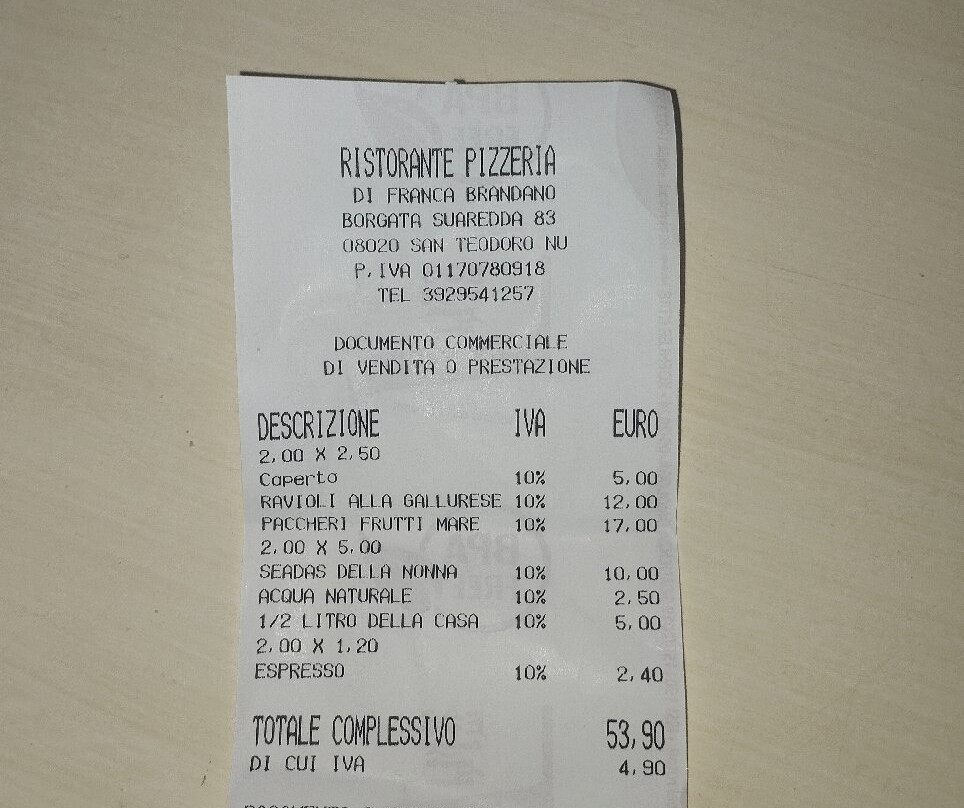 RISTORANTE PIZZERIA
DI FRANCA BRANDANO
BORGATA SUAREDDA 83
08020 SAN TEODORO NU
P.IVA 01170780918
TEL 3929541257
DOCUMENTO COMMERCIALE
DI VENDITA O PRESTAZIONE
DESCRIZIONE IVA EURO
2,00 X 2,50
Caperto 10% 5,00
RAVIOLI ALLA GALLURESE 10% 12,00
PACCHERI FRUTTI MARE 10% 17,00
2,00 X 5,00
SEADAS DELLA NONNA 10% 10,00
ACQUA NATURALE 10% 2,50
1/2 LITRO DELLA CASA 10% 5,00
2,00 X 1,20
ESPRESSO 10% 2,40
TOTALE COMPLESSIVO 53,90
DI CUI IVA 4,90